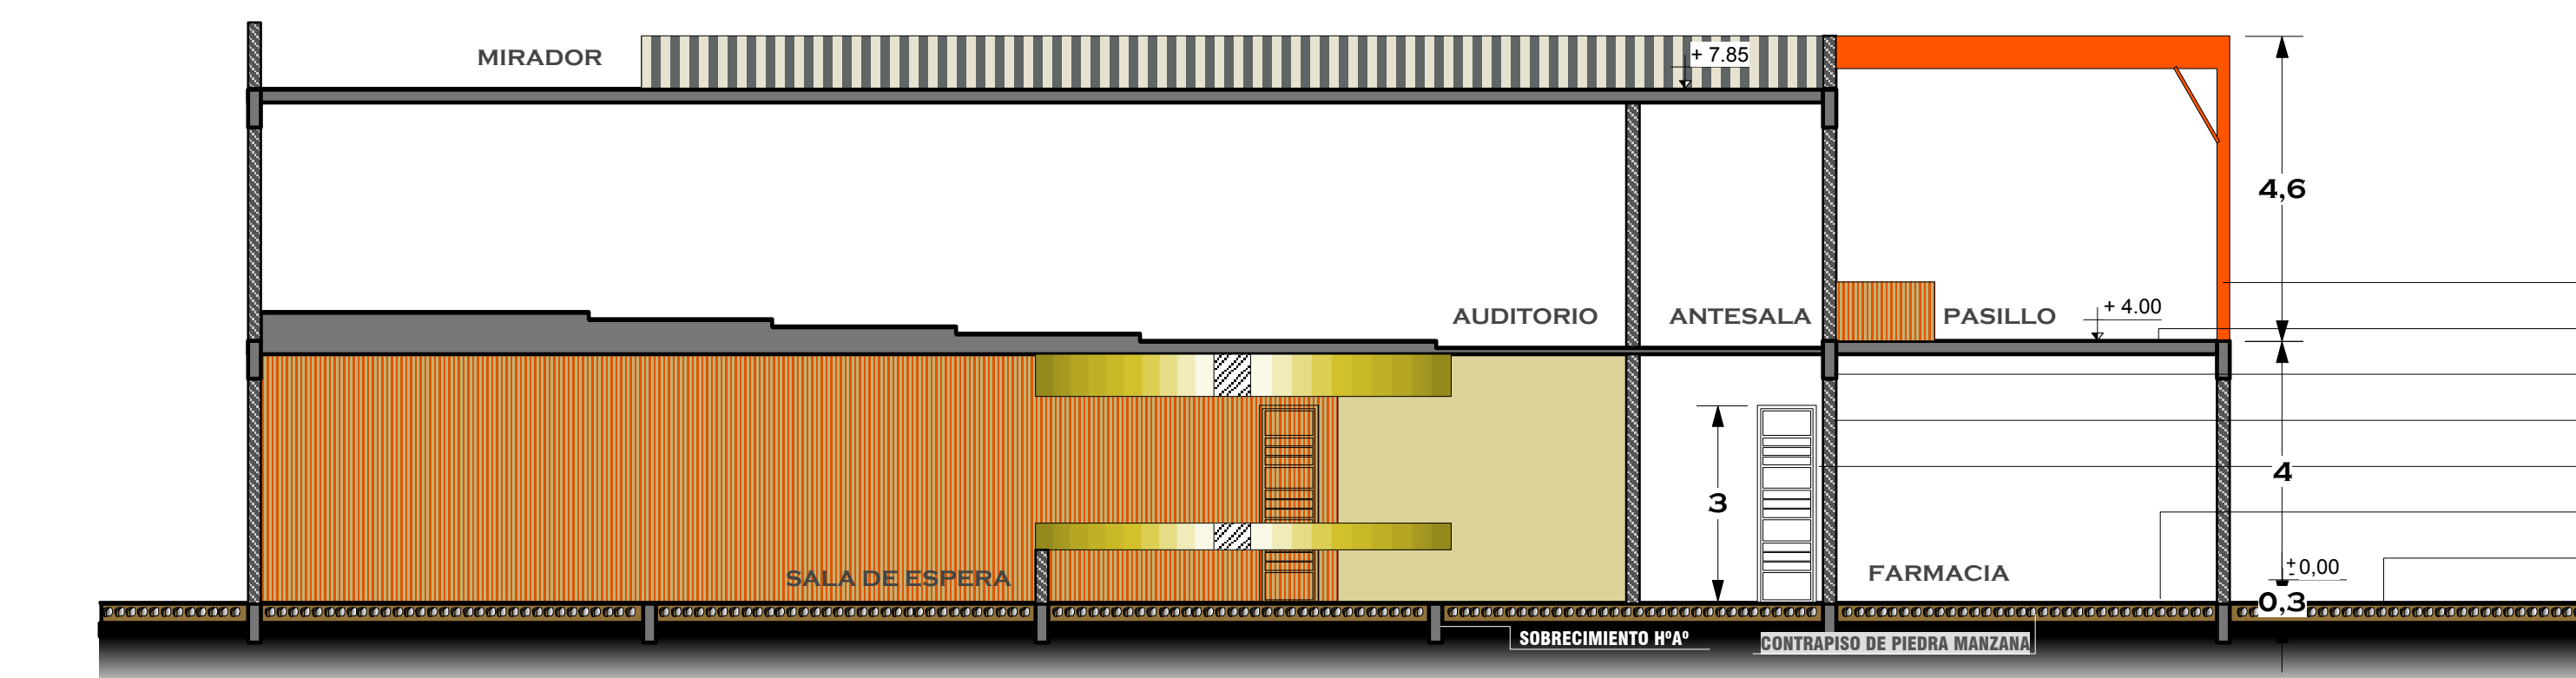 MIRADOR
+ 7.85
4,6
AUDITORIO
ANTESALA
PASILLO
+ 4.00
4
3
SALA DE ESPERA
FARMACIA
±0,00
0,3
SOBRECIMIENTO HºAº
CONTRAPISO DE PIEDRA MANZANA